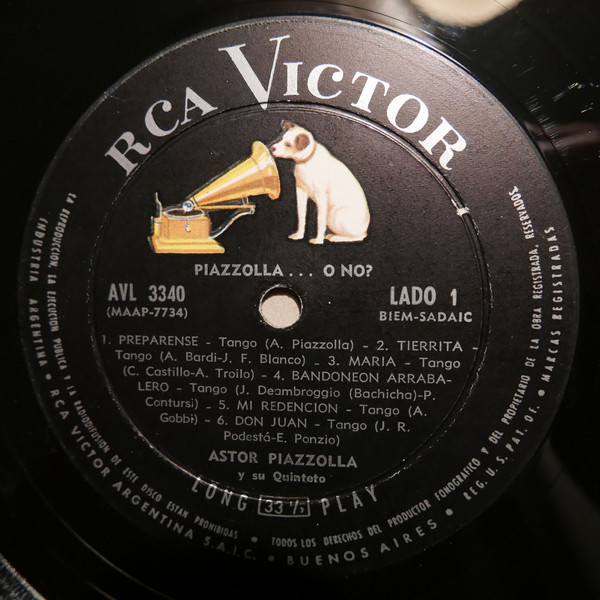 RCA VICTOR
PIAZZOLLA... O NO?
AVL 3340
(MAAP-7734)
LADO 1
BIEM-SADAIC
1. PREPARENSE - Tango (A. Piazzolla) - 2. TIERRITA -
Tango (A. Bardi-J. F. Blanco) - 3. MARIA - Tango
(C. Castillo-A. Troilo) - 4. BANDONEON ARRABA-
LERO - Tango (J. Deambroggio (Bachicha)-P.
Contursi) - 5. MI REDENCION - Tango (A.
Gobbi) - 6. DON JUAN - Tango (J. R.
Podestá-E. Ponzio)
ASTOR PIAZZOLLA
y su Quinteto
LONG 33⅓ PLAY
LA REPRODUCCION, LA EJECUCION PUBLICA Y LA RADIODIFUSION DE ESTE DISCO ESTAN PROHIBIDAS • TODOS LOS DERECHOS DEL PRODUCTOR FONOGRAFICO Y DEL PROPIETARIO DE LA OBRA REGISTRADA, RESERVADOS.
INDUSTRIA ARGENTINA • RCA VICTOR ARGENTINA S.A.I.C. • BUENOS AIRES • REG. U.S. PAT. OF. • MARCAS REGISTRADAS